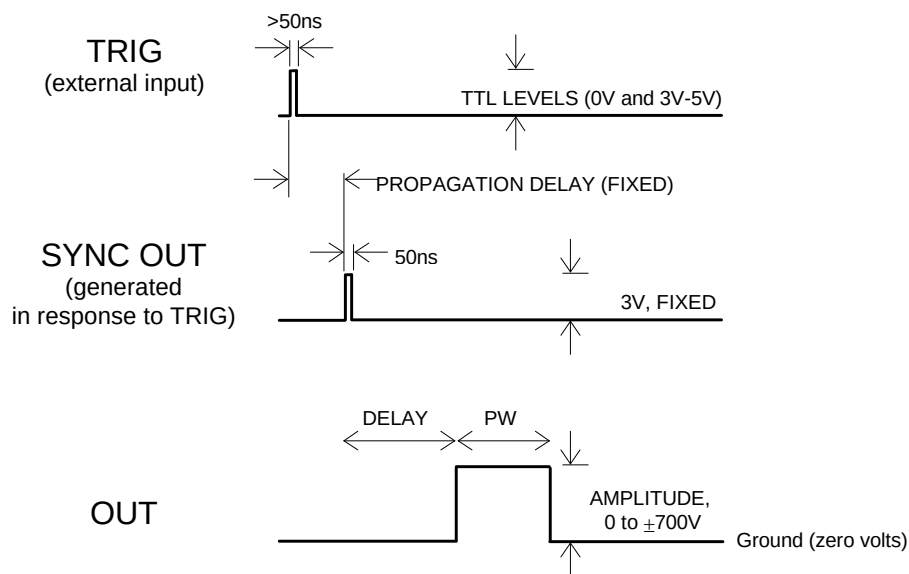 >50ns
TRIG
(external input)
TTL LEVELS (0V and 3V-5V)
PROPAGATION DELAY (FIXED)
SYNC OUT
(generated
in response to TRIG)
50ns
3V, FIXED
DELAY
PW
OUT
AMPLITUDE,
0 to ±700V
Ground (zero volts)